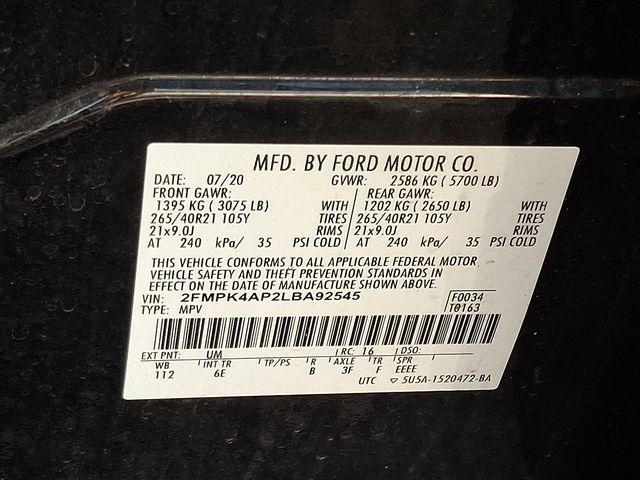 MFD. BY FORD MOTOR CO.
DATE: 07/20 GVWR: 2586 KG ( 5700 LB)
FRONT GAWR: REAR GAWR:
1395 KG ( 3075 LB) WITH 1202 KG ( 2650 LB) WITH
265/40R21 105Y TIRES 265/40R21 105Y TIRES
21x9.0J RIMS 21x9.0J RIMS
AT 240 kPa/ 35 PSI COLD AT 240 kPa/ 35 PSI COLD
THIS VEHICLE CONFORMS TO ALL APPLICABLE FEDERAL MOTOR
VEHICLE SAFETY AND THEFT PREVENTION STANDARDS IN
EFFECT ON THE DATE OF MANUFACTURE SHOWN ABOVE.
VIN: 2FMPK4AP2LBA92545 F0034
TYPE: MPV T0163
EXT PNT: UM RC: 16 DSO:
WB INT TR TP/PS R AXLE TR SPR
112 6E B 3F F EEEE
UTC 5U5A-1520472-BA